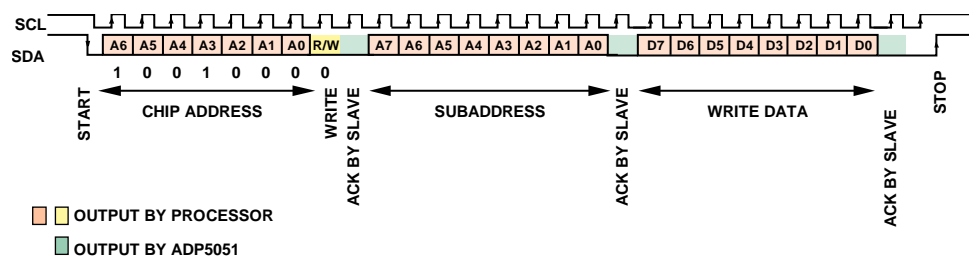 SCL
SDA
A6 A5 A4 A3 A2 A1 A0 R/W A7 A6 A5 A4 A3 A2 A1 A0 D7 D6 D5 D4 D3 D2 D1 D0
1 0 0 1 0 0 0 0
START
CHIP ADDRESS
WRITE
ACK BY SLAVE
SUBADDRESS
ACK BY SLAVE
WRITE DATA
ACK BY SLAVE
STOP
OUTPUT BY PROCESSOR
OUTPUT BY ADP5051